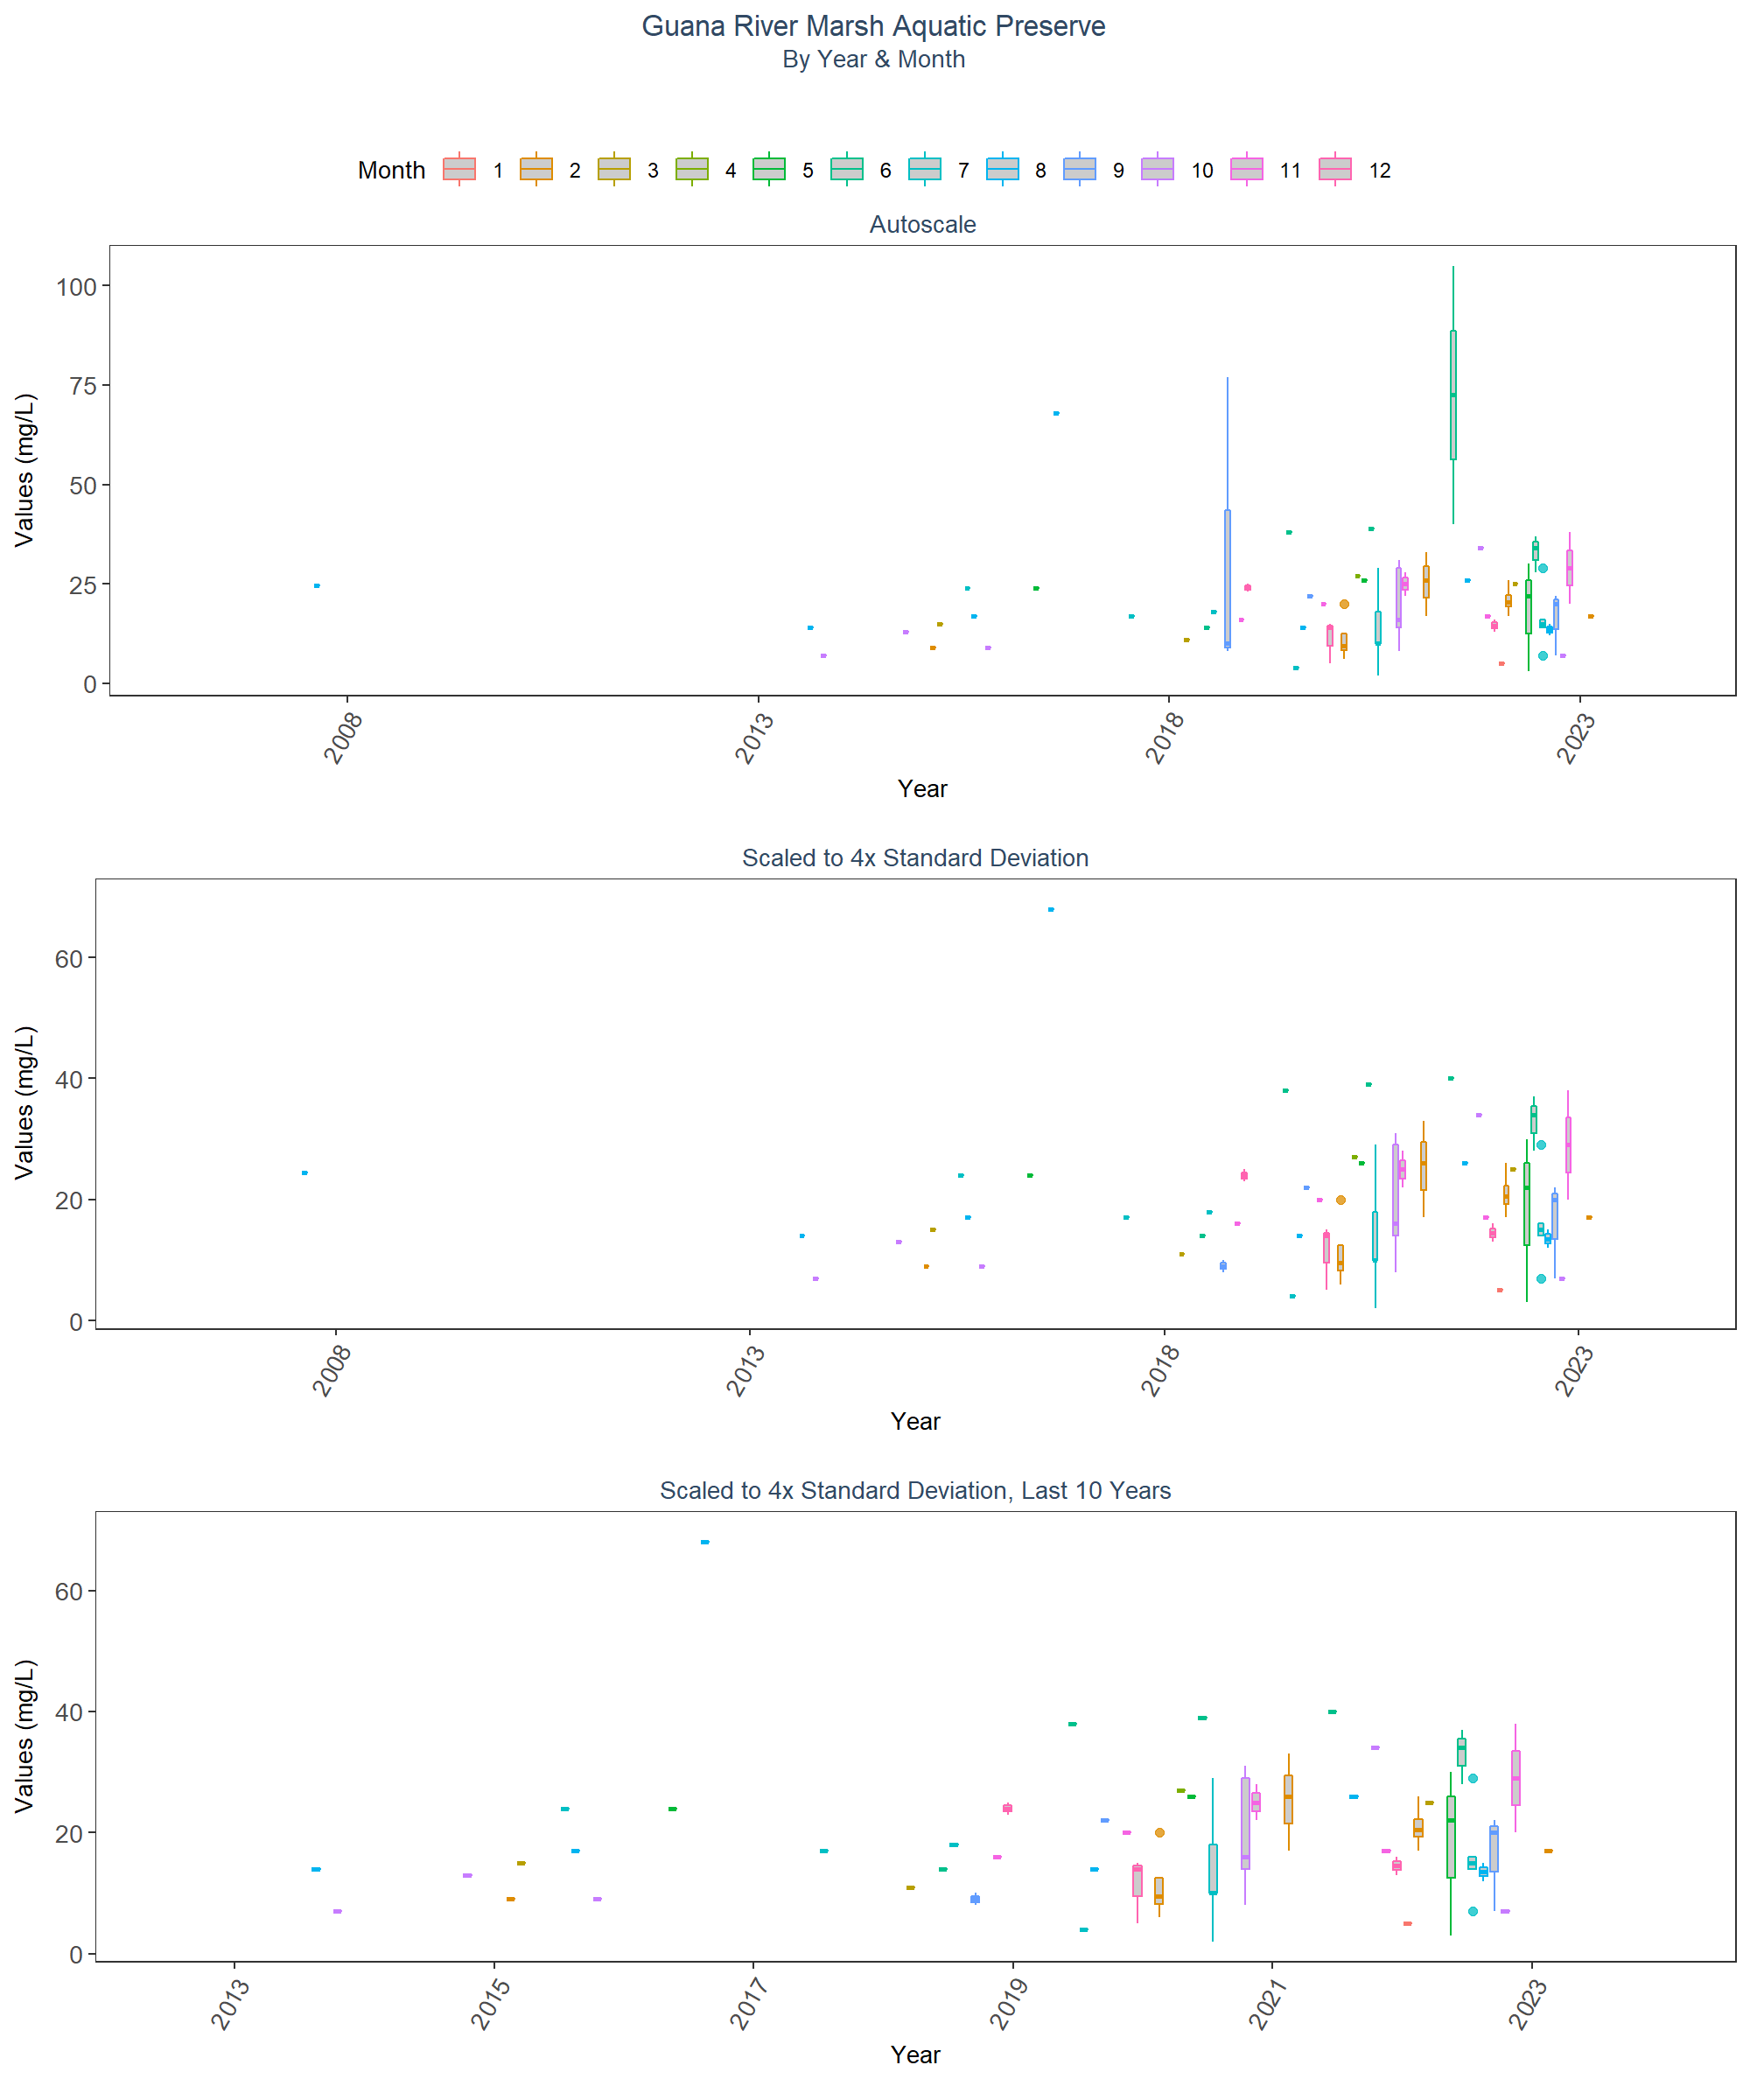 Guana River Marsh Aquatic Preserve
By Year & Month
Month 1 2 3 4 5 6 7 8 9 10 11 12
Autoscale
Values (mg/L)
100
75
50
25
0
2008 2013 2018 2023
Year
Scaled to 4x Standard Deviation
Values (mg/L)
60
40
20
0
2008 2013 2018 2023
Year
Scaled to 4x Standard Deviation, Last 10 Years
Values (mg/L)
60
40
20
0
2013 2015 2017 2019 2021 2023
Year